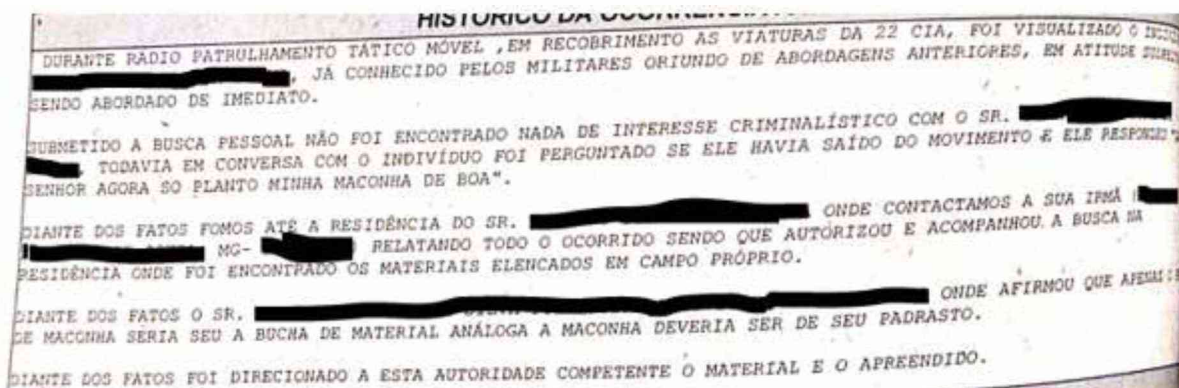 HISTÓRICO DA OCORRÊNCIA
DURANTE RÁDIO PATRULHAMENTO TÁTICO MÓVEL ,EM RECOBRIMENTO AS VIATURAS DA 22 CIA, FOI VISUALIZADO O
, JÁ CONHECIDO PELOS MILITARES ORIUNDO DE ABORDAGENS ANTERIORES, EM ATITUDE
SENDO ABORDADO DE IMEDIATO.
SUBMETIDO A BUSCA PESSOAL NÃO FOI ENCONTRADO NADA DE INTERESSE CRIMINALÍSTICO COM O SR.
, TODAVIA EM CONVERSA COM O INDIVÍDUO FOI PERGUNTADO SE ELE HAVIA SAÍDO DO MOVIMENTO E ELE RESPONDEU "
SENHOR AGORA SO PLANTO MINHA MACONHA DE BOA".
DIANTE DOS FATOS FOMOS ATÉ A RESIDÊNCIA DO SR. ONDE CONTACTAMOS A SUA IRMÃ
MG- RELATANDO TODO O OCORRIDO SENDO QUE AUTORIZOU E ACOMPANHOU A BUSCA NA
RESIDÊNCIA ONDE FOI ENCONTRADO OS MATERIAIS ELENCADOS EM CAMPO PRÓPRIO.
DIANTE DOS FATOS O SR. ONDE AFIRMOU QUE APENAS
DE MACONHA SERIA SEU A BUCHA DE MATERIAL ANÁLOGA A MACONHA DEVERIA SER DE SEU PADRASTO.
DIANTE DOS FATOS FOI DIRECIONADO A ESTA AUTORIDADE COMPETENTE O MATERIAL E O APREENDIDO.